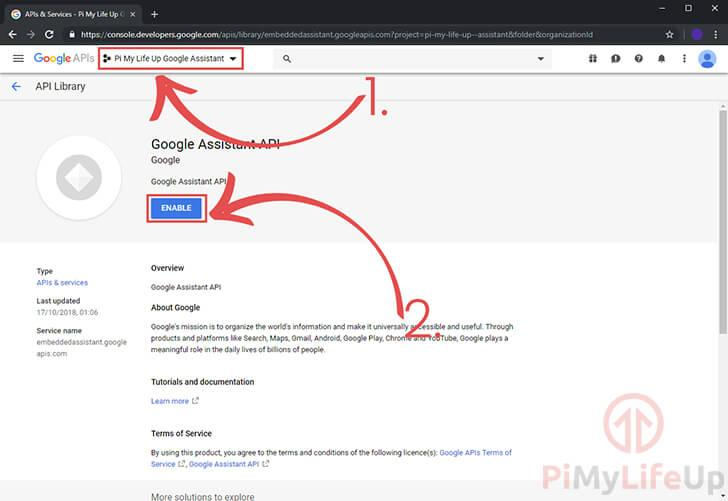 APIs & Services - Pi My Life Up G
https://console.developers.google.com/apis/library/embeddedassistant.googleapis.com?project=pi-my-life-up--assistant&folder&organizationId
Google APIs Pi My Life Up Google Assistant
API Library
1.
Google Assistant API
Google
Google Assistant API
ENABLE
Type
APIs & services
Last updated
17/10/2018, 01:06
Service name
embeddedassistant.google
apis.com
Overview
Google Assistant API
About Google
2.
Google's mission is to organize the world's information and make it universally accessible and useful. Through
products and platforms like Search, Maps, Gmail, Android, Google Play, Chrome and YouTube, Google plays a
meaningful role in the daily lives of billions of people.
Tutorials and documentation
Learn more
Terms of Service
By using this product, you agree to the terms and conditions of the following licence(s): Google APIs Terms of
Service, Google Assistant API
More solutions to explore
PiMyLifeUp